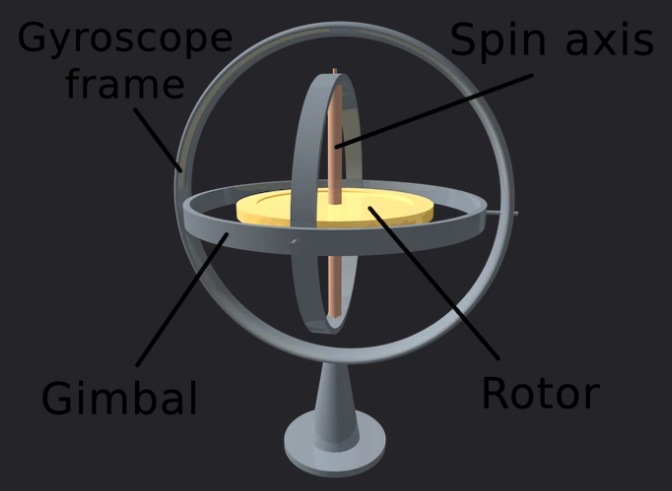 Gyroscope
frame
Spin axis
Gimbal
Rotor